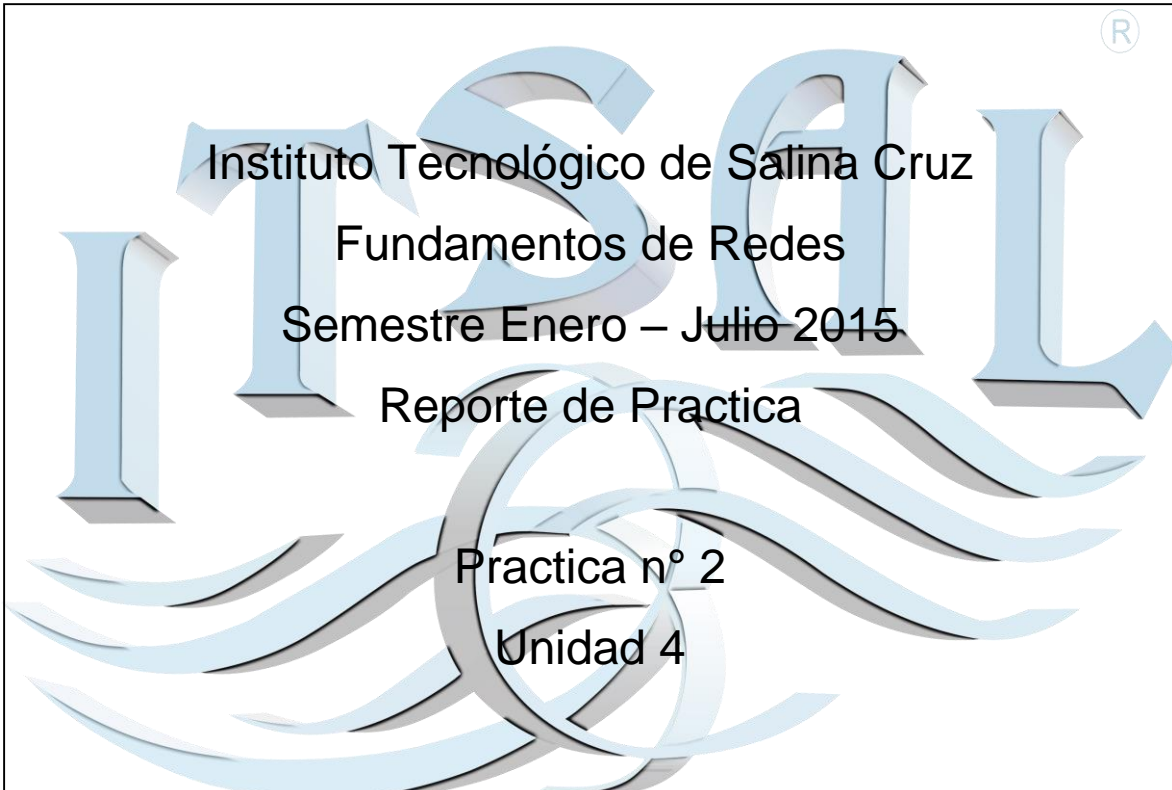 ®
ITSAL
Instituto Tecnológico de Salina Cruz
Fundamentos de Redes
Semestre Enero – Julio 2015
Reporte de Practica
Practica n° 2
Unidad 4